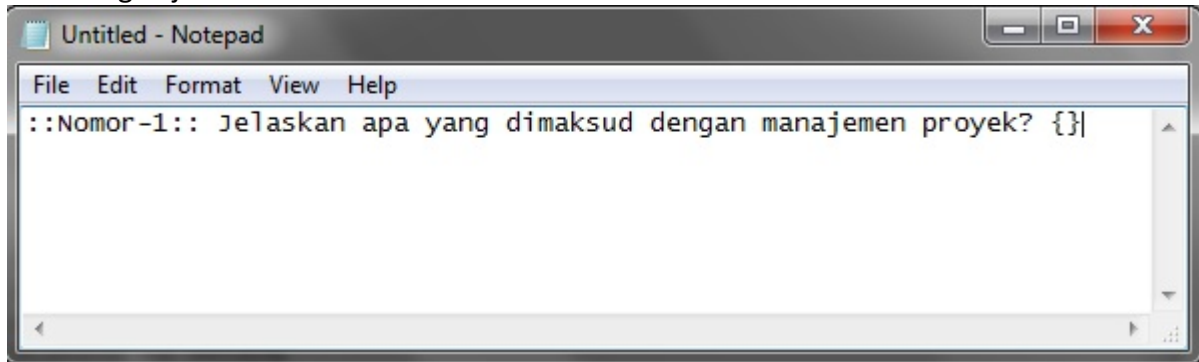 Untitled - Notepad
File Edit Format View Help
::Nomor-1:: Jelaskan apa yang dimaksud dengan manajemen proyek? {}